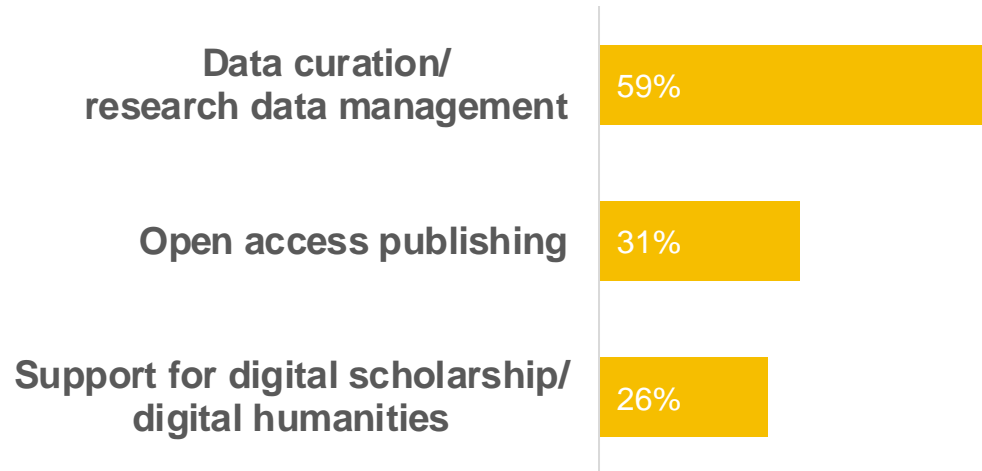 Data curation/
research data management
59%
Open access publishing
31%
Support for digital scholarship/
digital humanities
26%